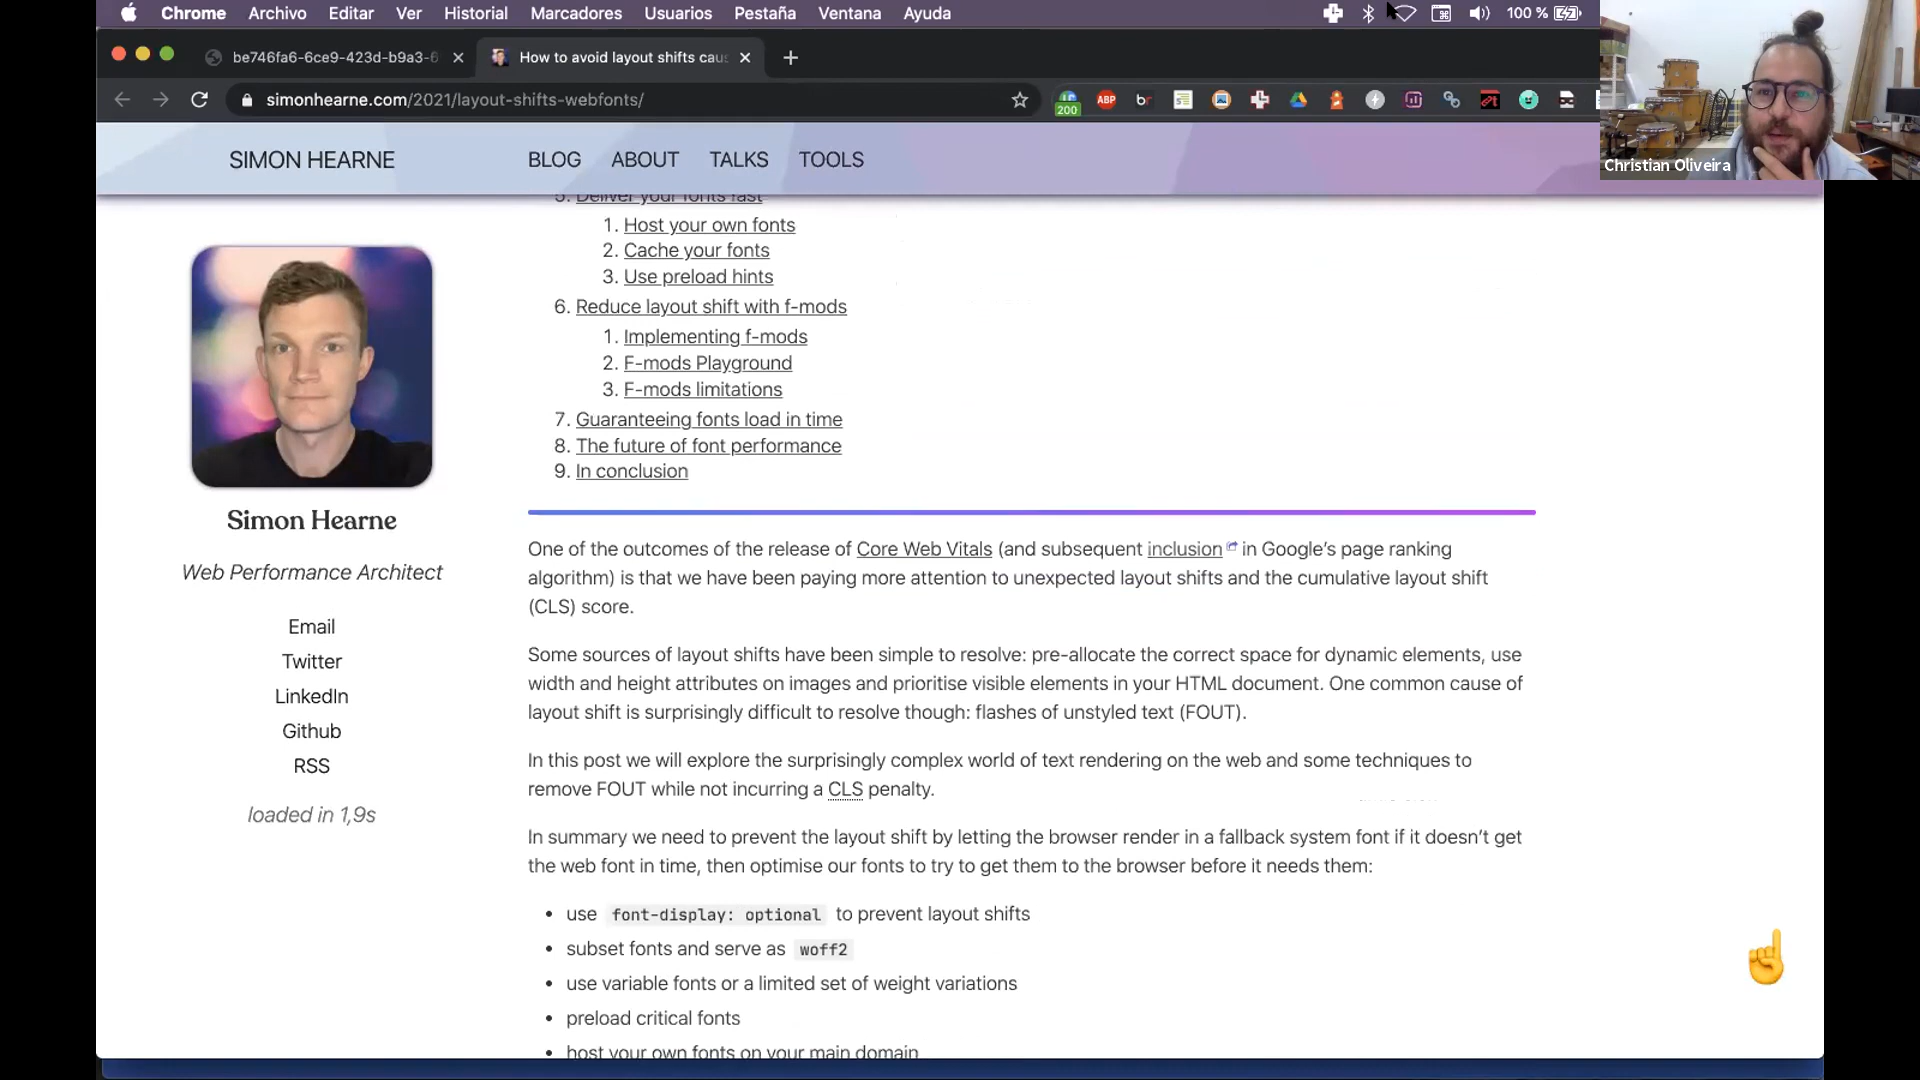 Chrome Archivo Editar Ver Historial Marcadores Usuarios Pestaña Ventana Ayuda 100 %
be746fa6-6ce9-423d-b9a3-6
How to avoid layout shifts cau
simonhearne.com/2021/layout-shifts-webfonts/
200
ABP
br
Christian Oliveira
SIMON HEARNE BLOG ABOUT TALKS TOOLS
5. Deliver your fonts fast
1. Host your own fonts
2. Cache your fonts
3. Use preload hints
6. Reduce layout shift with f-mods
1. Implementing f-mods
2. F-mods Playground
3. F-mods limitations
7. Guaranteeing fonts load in time
8. The future of font performance
9. In conclusion
Simon Hearne
Web Performance Architect
Email
Twitter
LinkedIn
Github
RSS
loaded in 1,9s
One of the outcomes of the release of Core Web Vitals (and subsequent inclusion in Google's page ranking
algorithm) is that we have been paying more attention to unexpected layout shifts and the cumulative layout shift
(CLS) score.
Some sources of layout shifts have been simple to resolve: pre-allocate the correct space for dynamic elements, use
width and height attributes on images and prioritise visible elements in your HTML document. One common cause of
layout shift is surprisingly difficult to resolve though: flashes of unstyled text (FOUT).
In this post we will explore the surprisingly complex world of text rendering on the web and some techniques to
remove FOUT while not incurring a CLS penalty.
In summary we need to prevent the layout shift by letting the browser render in a fallback system font if it doesn't get
the web font in time, then optimise our fonts to try to get them to the browser before it needs them:
• use font-display: optional to prevent layout shifts
• subset fonts and serve as woff2
• use variable fonts or a limited set of weight variations
• preload critical fonts
• host your own fonts on your main domain